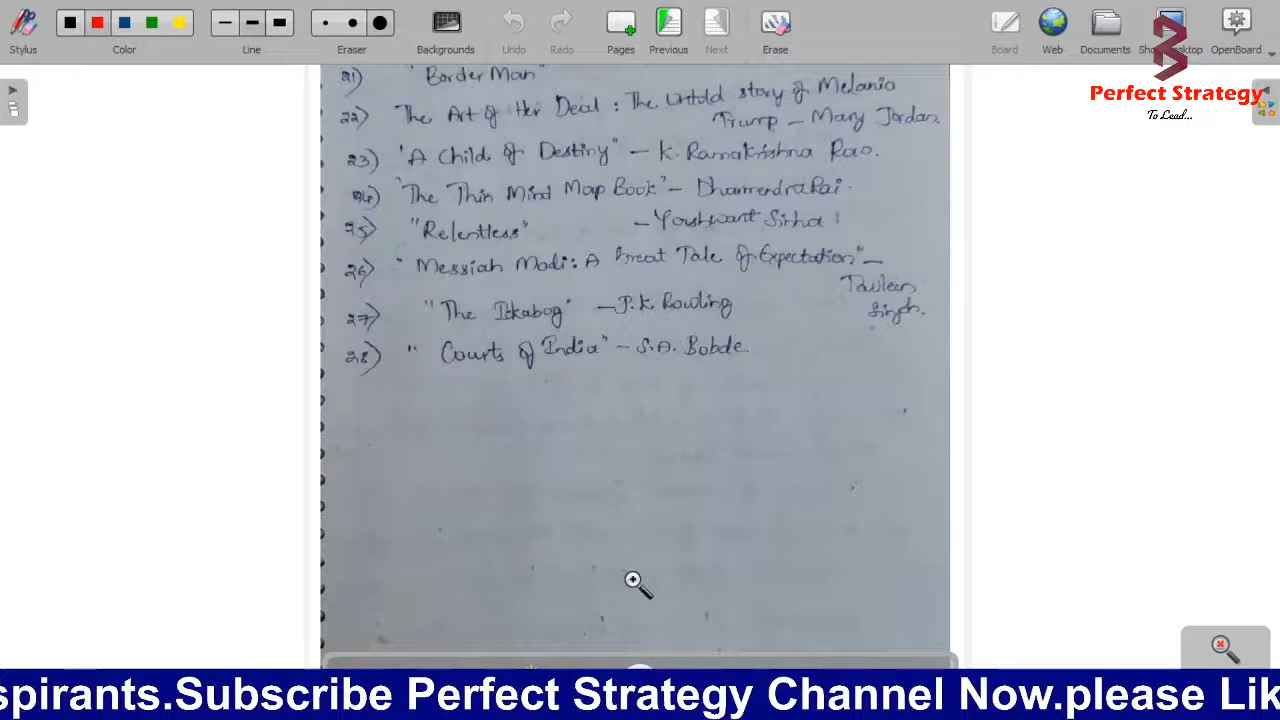 Stylus Color Line Eraser Backgrounds Undo Redo Pages Previous Next Erase Board Web Documents Show Desktop OpenBoard
Perfect Strategy
To Lead...
21) "Border Man"
22) The Art of Her Deal : The Untold story of Melania
Trump - Mary Jordan.
23) "A Child of Destiny" - K. Ramakrishna Rao.
24) "The Thin Mind Map Book" - Dharmendra Rai.
25) "Relentless" - Yashwant Sinha
26) "Messiah Modi: A Great Tale of Expectation" -
Tavleen
Singh.
27) "The Ickabog" - J.K Rowling
28) " Courts of India" - S.A. Bobde.
spirants.Subscribe Perfect Strategy Channel Now.please Lik